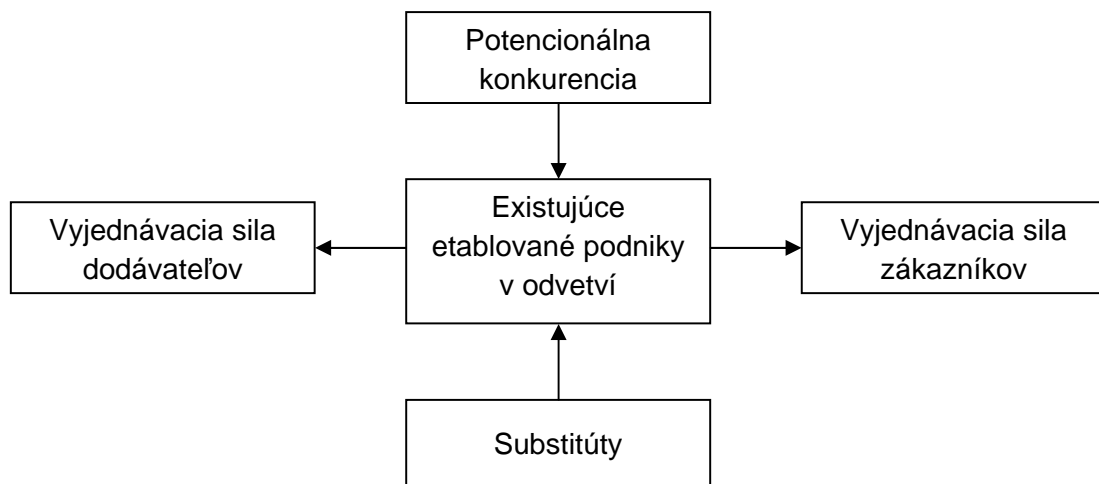 Potencionálna
konkurencia
Vyjednávacia sila
dodávateľov
Existujúce
etablované podniky
v odvetví
Vyjednávacia sila
zákazníkov
Substitúty